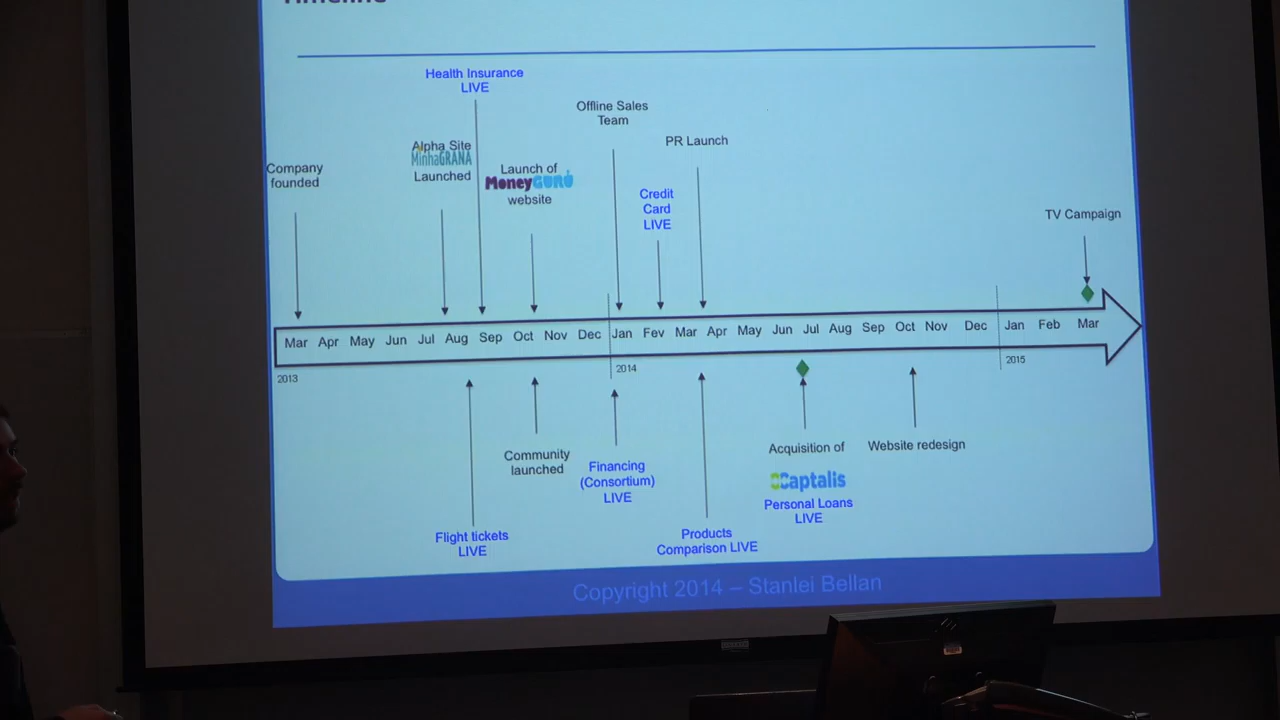 Timeline
Health Insurance
LIVE
Offline Sales
Team
PR Launch
Alpha Site
MinhaGRANA
Launched
Company
founded
Launch of
MoneyGURÚ
website
Credit
Card
LIVE
TV Campaign
Mar Apr May Jun Jul Aug Sep Oct Nov Dec Jan Fev Mar Apr May Jun Jul Aug Sep Oct Nov Dec Jan Feb Mar
2013 2014 2015
Community
launched
Financing
(Consortium)
LIVE
Acquisition of
Captalis
Personal Loans
LIVE
Website redesign
Flight tickets
LIVE
Products
Comparison LIVE
Copyright 2014 – Stanlei Bellan